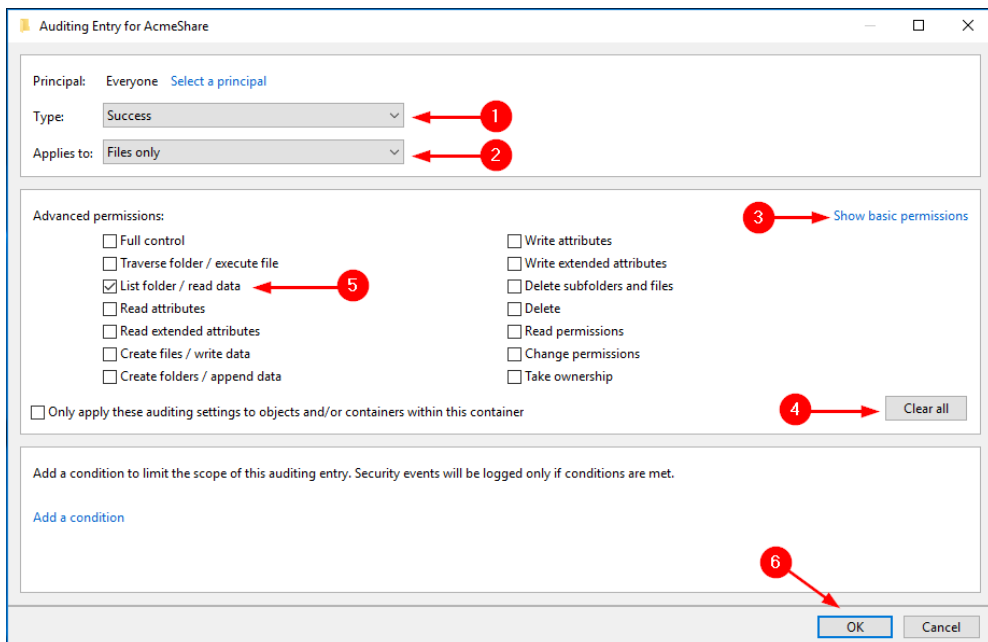 Auditing Entry for AcmeShare
Principal: Everyone Select a principal
Type: Success 1
Applies to: Files only 2
Advanced permissions: 3 Show basic permissions
Full control Write attributes
Traverse folder / execute file Write extended attributes
List folder / read data 5 Delete subfolders and files
Read attributes Delete
Read extended attributes Read permissions
Create files / write data Change permissions
Create folders / append data Take ownership
Only apply these auditing settings to objects and/or containers within this container 4 Clear all
Add a condition to limit the scope of this auditing entry. Security events will be logged only if conditions are met.
Add a condition
6
OK Cancel